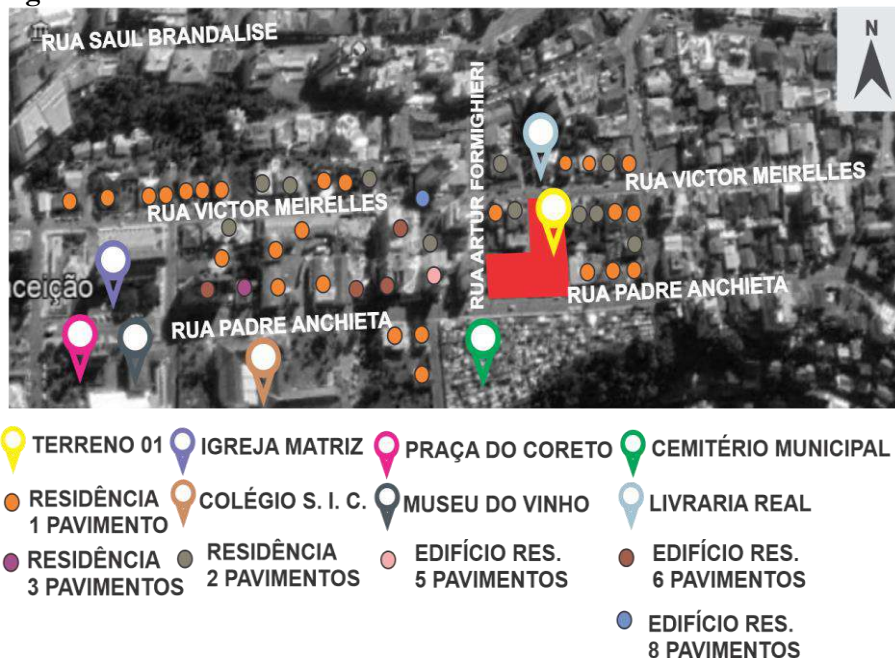 RUA SAUL BRANDALISE
N
RUA ARTUR FORMIGHIERI
RUA VICTOR MEIRELLES
RUA VICTOR MEIRELLES
ceição
RUA PADRE ANCHIETA
RUA PADRE ANCHIETA
TERRENO 01
IGREJA MATRIZ
PRAÇA DO CORETO
CEMITÉRIO MUNICIPAL
RESIDÊNCIA
1 PAVIMENTO
COLÉGIO S. I. C.
MUSEU DO VINHO
LIVRARIA REAL
RESIDÊNCIA
3 PAVIMENTOS
RESIDÊNCIA
2 PAVIMENTOS
EDIFÍCIO RES.
5 PAVIMENTOS
EDIFÍCIO RES.
6 PAVIMENTOS
EDIFÍCIO RES.
8 PAVIMENTOS